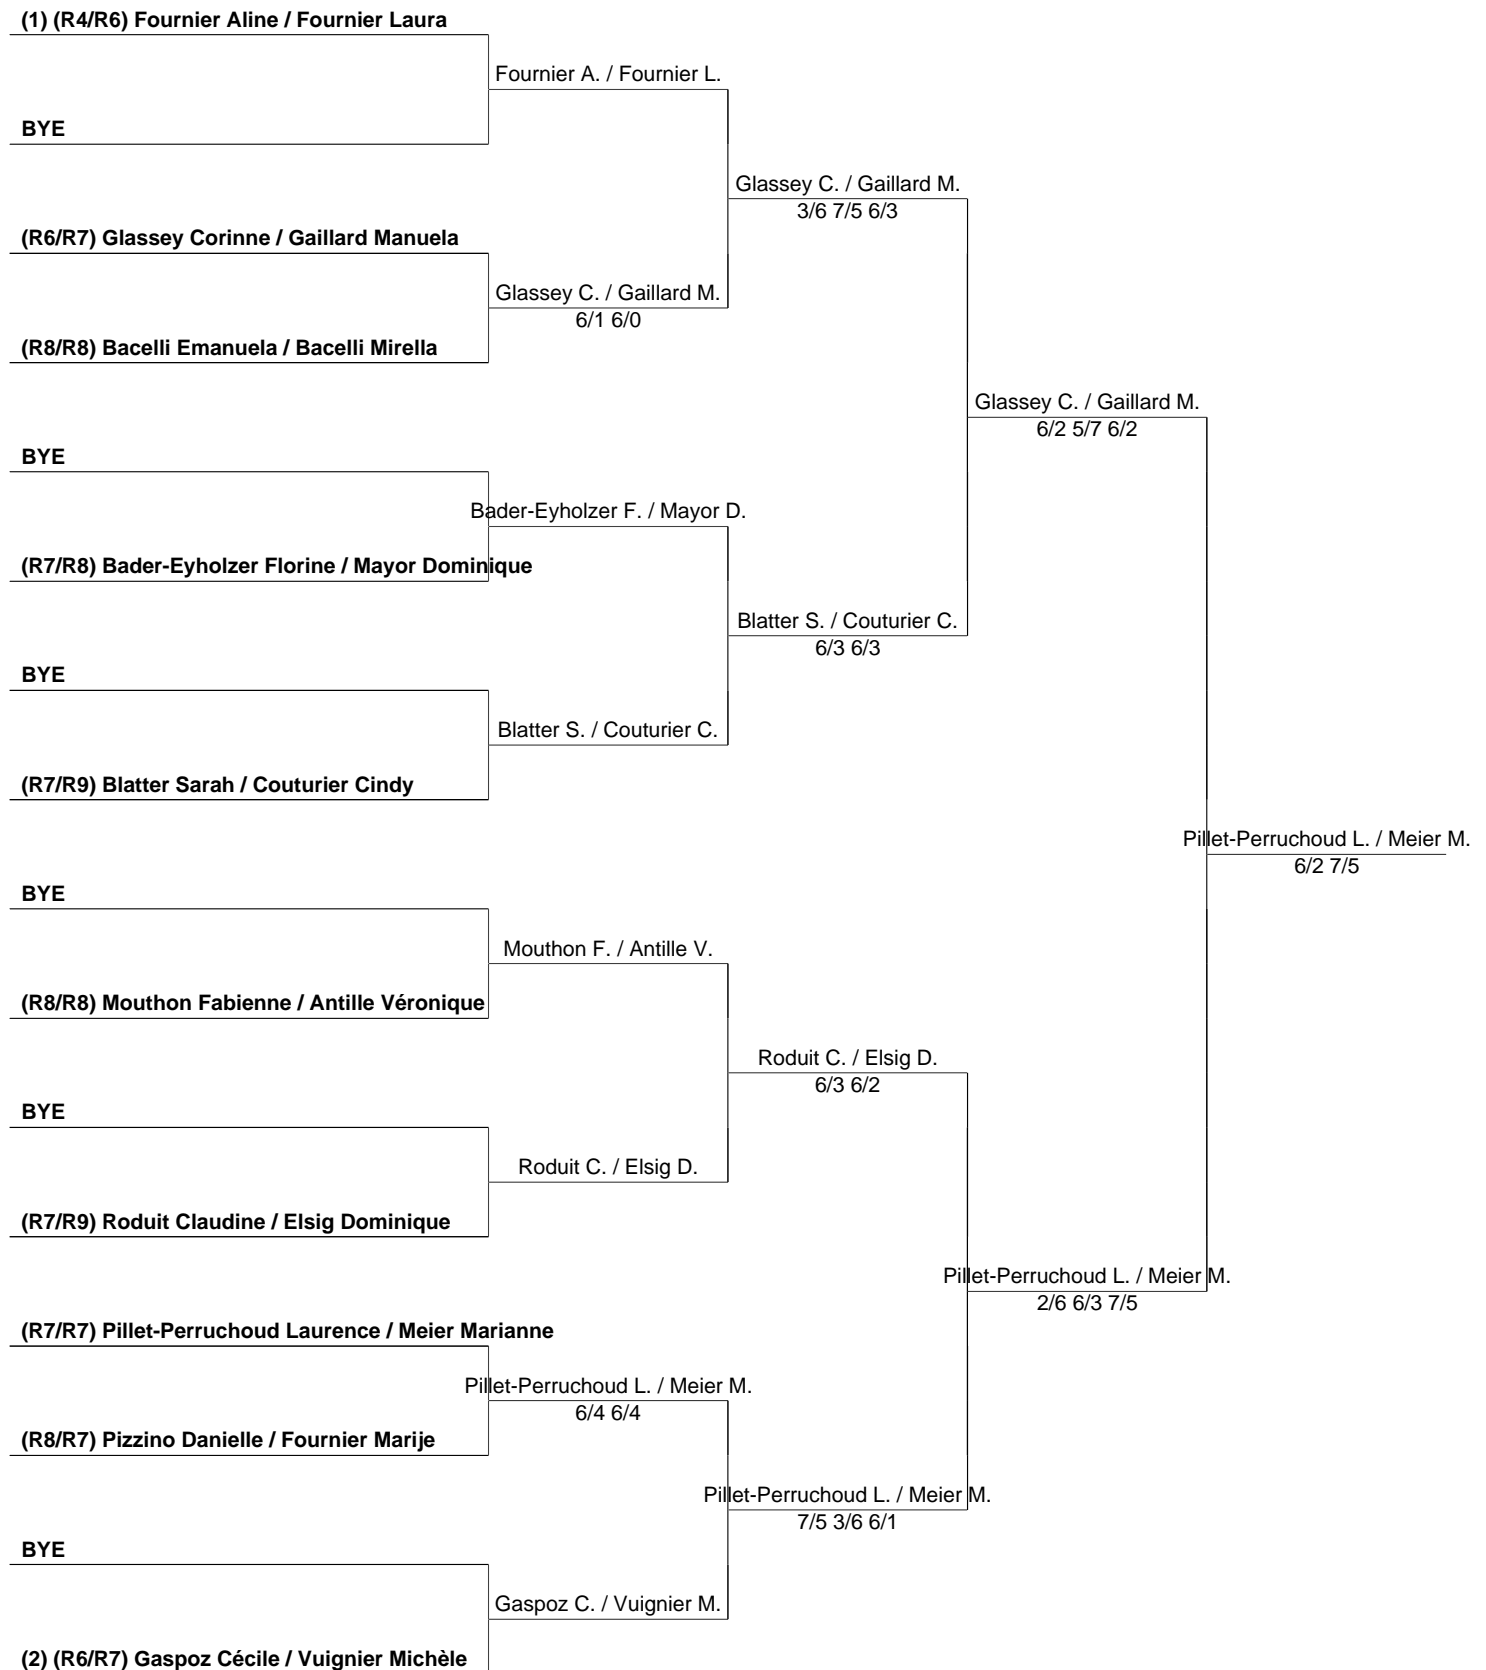 (1) (R4/R6) Fournier Aline / Fournier Laura
Fournier A. / Fournier L.
BYE
Glassey C. / Gaillard M.
3/6 7/5 6/3
(R6/R7) Glassey Corinne / Gaillard Manuela
Glassey C. / Gaillard M.
6/1 6/0
(R8/R8) Bacelli Emanuela / Bacelli Mirella
Glassey C. / Gaillard M.
6/2 5/7 6/2
BYE
Bader-Eyholzer F. / Mayor D.
(R7/R8) Bader-Eyholzer Florine / Mayor Dominique
Blatter S. / Couturier C.
6/3 6/3
BYE
Blatter S. / Couturier C.
(R7/R9) Blatter Sarah / Couturier Cindy
Pillet-Perruchoud L. / Meier M.
6/2 7/5
BYE
Mouthon F. / Antille V.
(R8/R8) Mouthon Fabienne / Antille Véronique
Roduit C. / Elsig D.
6/3 6/2
BYE
Roduit C. / Elsig D.
(R7/R9) Roduit Claudine / Elsig Dominique
Pillet-Perruchoud L. / Meier M.
2/6 6/3 7/5
(R7/R7) Pillet-Perruchoud Laurence / Meier Marianne
Pillet-Perruchoud L. / Meier M.
6/4 6/4
(R8/R7) Pizzino Danielle / Fournier Marije
Pillet-Perruchoud L. / Meier M.
7/5 3/6 6/1
BYE
Gaspoz C. / Vuignier M.
(2) (R6/R7) Gaspoz Cécile / Vuignier Michèle